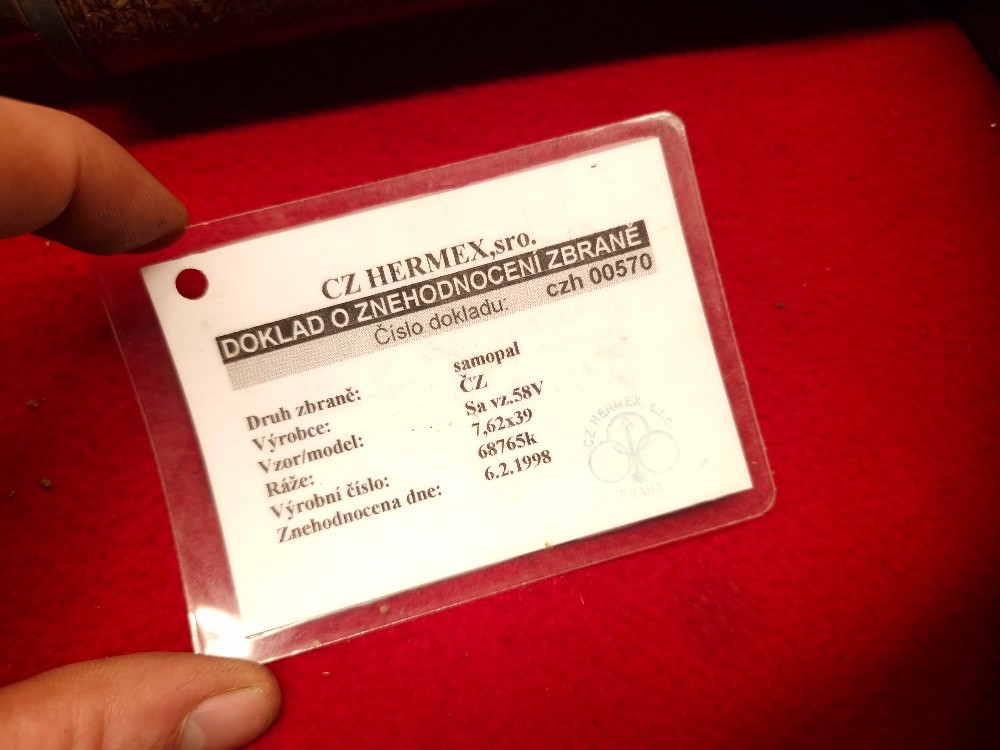 CZ HERMEX,sro.
DOKLAD O ZNEHODNOCENÍ ZBRANĚ
Číslo dokladu: czh 00570
Druh zbraně: samopal
Výrobce: ČZ
Vzor/model: Sa vz.58V
Ráže: 7,62x39
Výrobní číslo: 68765k
Znehodnocena dne: 6.2.1998
CZ HERMEX, s.r.o.
PRAHA